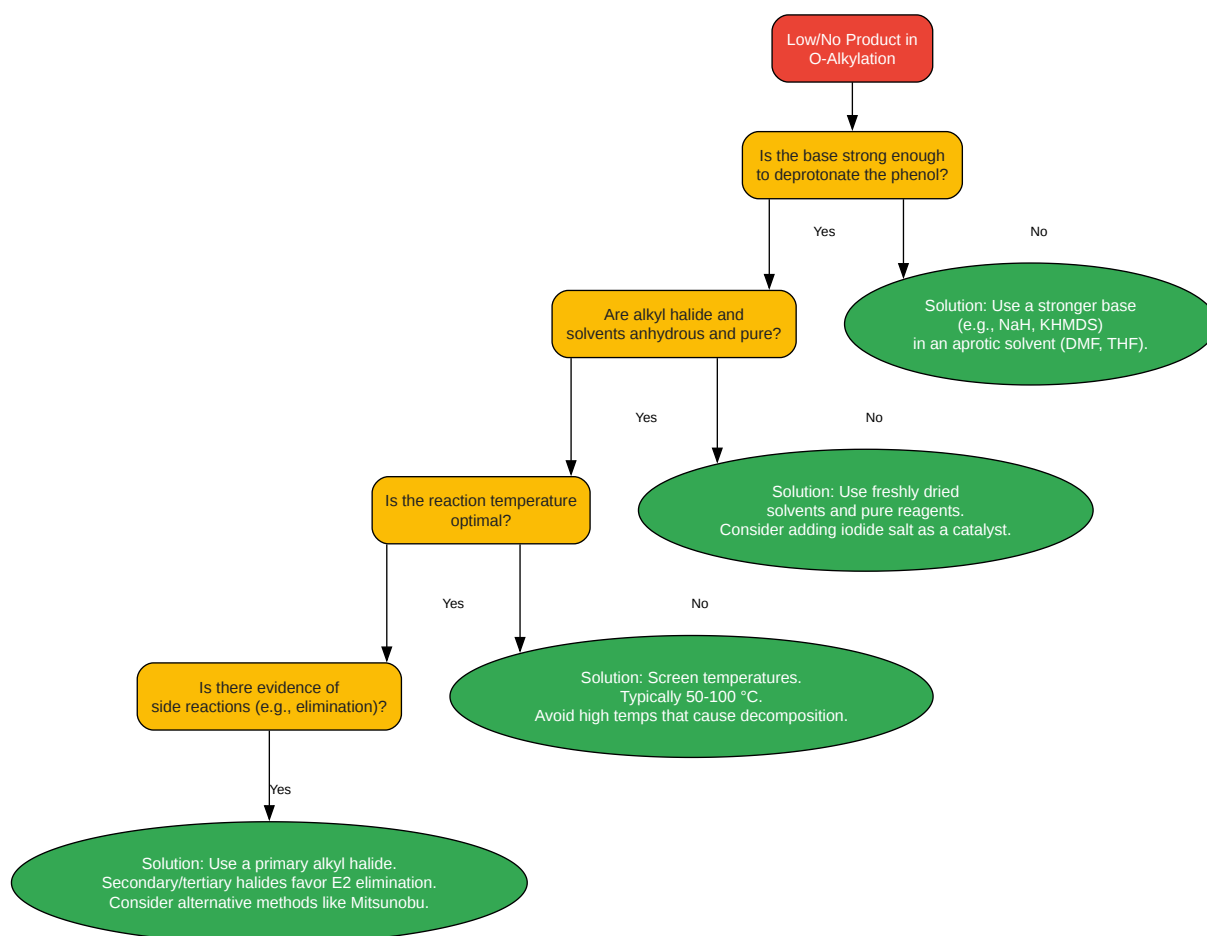 Low/No Product in
O-Alkylation
Is the base strong enough
to deprotonate the phenol?
Yes
No
Solution: Use a stronger base
(e.g., NaH, KHMDS)
in an aprotic solvent (DMF, THF).
Are alkyl halide and
solvents anhydrous and pure?
Yes
No
Solution: Use freshly dried
solvents and pure reagents.
Consider adding iodide salt as a catalyst.
Is the reaction temperature
optimal?
Yes
No
Solution: Screen temperatures.
Typically 50-100 °C.
Avoid high temps that cause decomposition.
Is there evidence of
side reactions (e.g., elimination)?
Yes
Solution: Use a primary alkyl halide.
Secondary/tertiary halides favor E2 elimination.
Consider alternative methods like Mitsunobu.